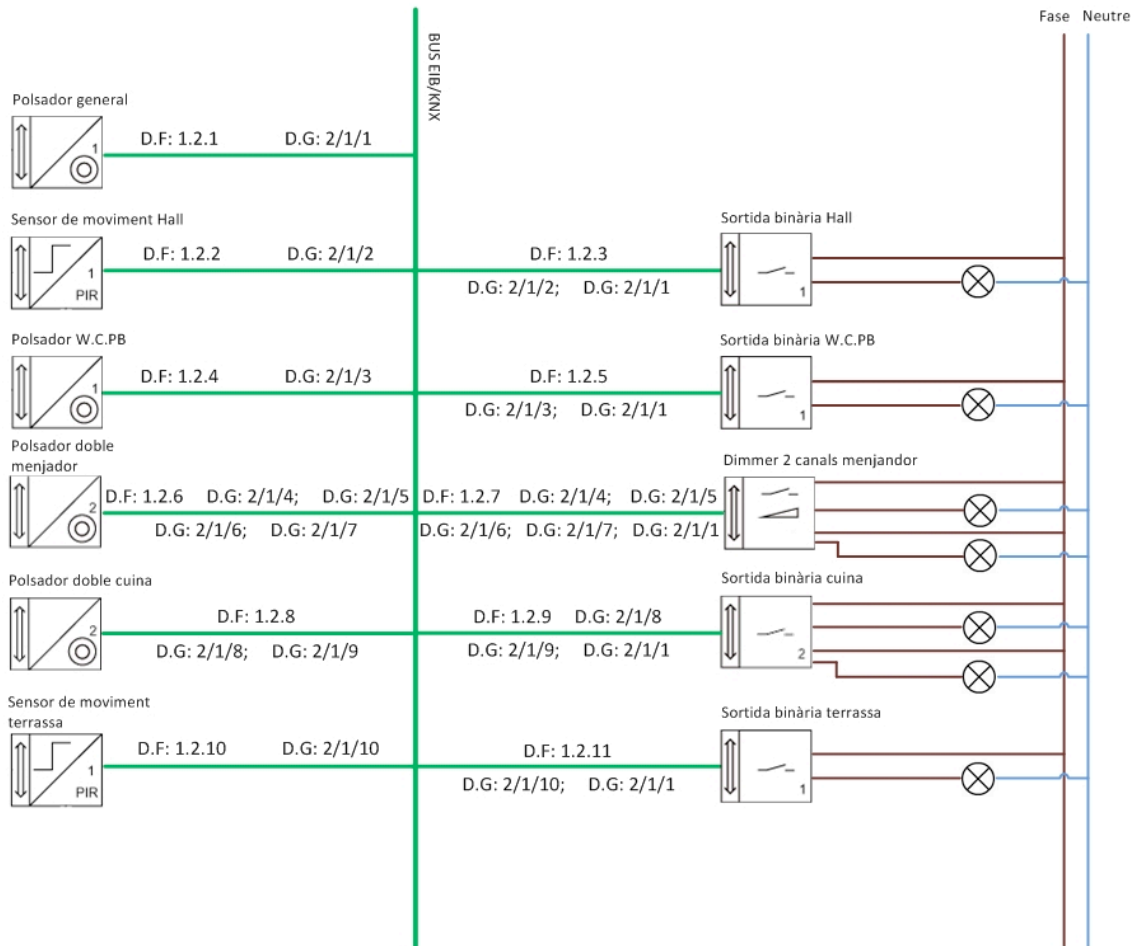 Fase Neutre
BUS EIB/KNX
Polsador general
1
D.F: 1.2.1 D.G: 2/1/1
Sensor de moviment Hall
1
PIR
D.F: 1.2.2 D.G: 2/1/2
D.F: 1.2.3
D.G: 2/1/2; D.G: 2/1/1
Sortida binària Hall
1
Polsador W.C.PB
1
D.F: 1.2.4 D.G: 2/1/3
D.F: 1.2.5
D.G: 2/1/3; D.G: 2/1/1
Sortida binària W.C.PB
1
Polsador doble
menjador
2
D.F: 1.2.6 D.G: 2/1/4; D.G: 2/1/5
D.G: 2/1/6; D.G: 2/1/7
D.F: 1.2.7 D.G: 2/1/4; D.G: 2/1/5
D.G: 2/1/6; D.G: 2/1/7; D.G: 2/1/1
Dimmer 2 canals menjandor
Polsador doble cuina
2
D.F: 1.2.8
D.G: 2/1/8; D.G: 2/1/9
D.F: 1.2.9 D.G: 2/1/8
D.G: 2/1/9; D.G: 2/1/1
Sortida binària cuina
2
Sensor de moviment
terrassa
1
PIR
D.F: 1.2.10 D.G: 2/1/10
D.F: 1.2.11
D.G: 2/1/10; D.G: 2/1/1
Sortida binària terrassa
1